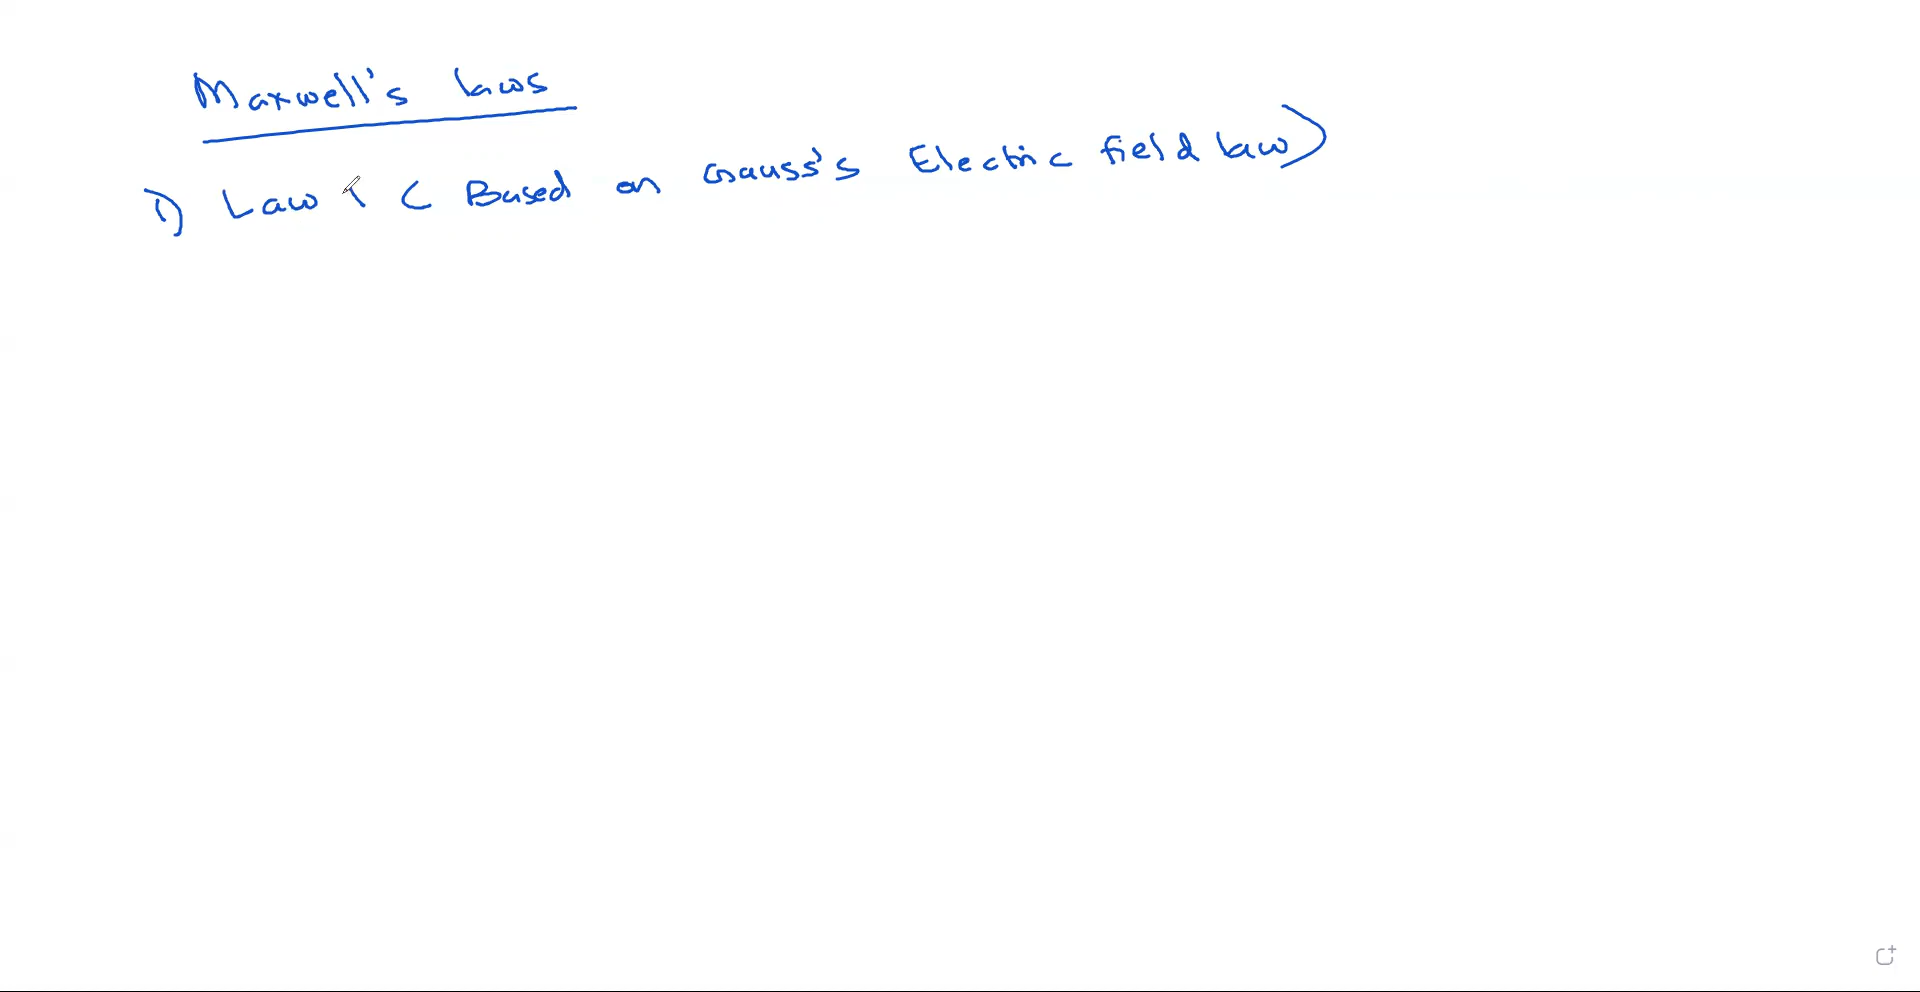 Maxwell's laws
1) Law 1 ( Based on Gauss's Electric field law)